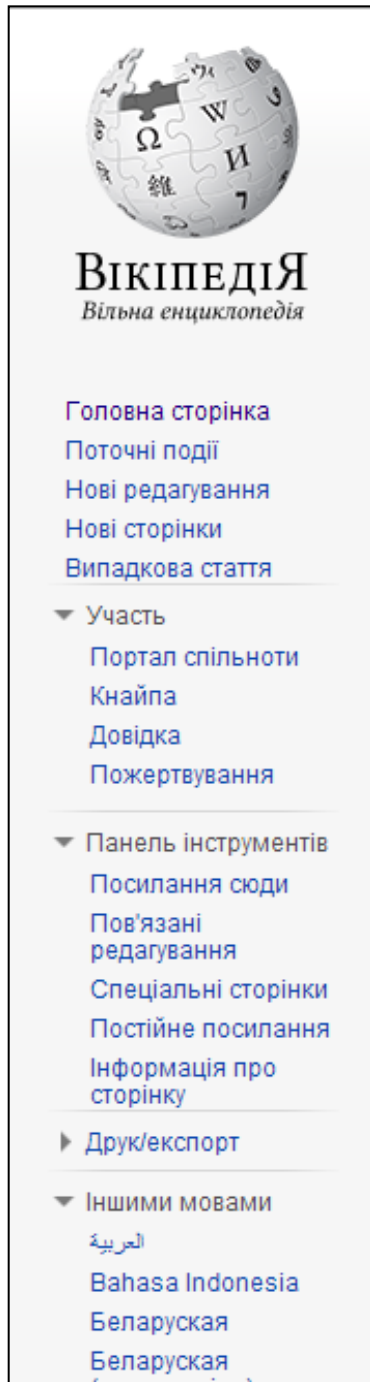 ВікіпедіЯ
Вільна енциклопедія
Головна сторінка
Поточні події
Нові редагування
Нові сторінки
Випадкова стаття
Участь
Портал спільноти
Кнайпа
Довідка
Пожертвування
Панель інструментів
Посилання сюди
Пов'язані
редагування
Спеціальні сторінки
Постійне посилання
Інформація про
сторінку
Друк/експорт
Іншими мовами
العربية
Bahasa Indonesia
Беларуская
Беларуская